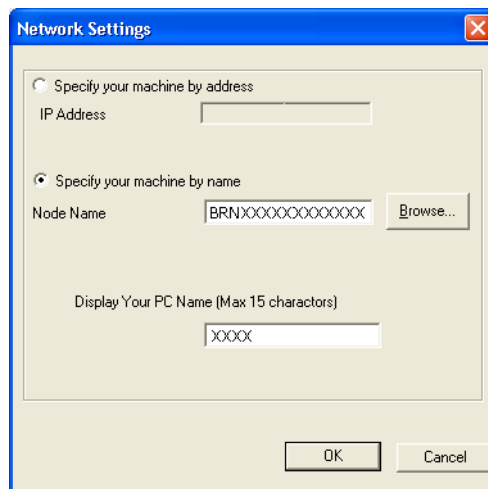 Network Settings
Specify your machine by address
IP Address
Specify your machine by name
Node Name BRNXXXXXXXXXXXX Browse...
Display Your PC Name (Max 15 charactors)
XXXX
OK Cancel